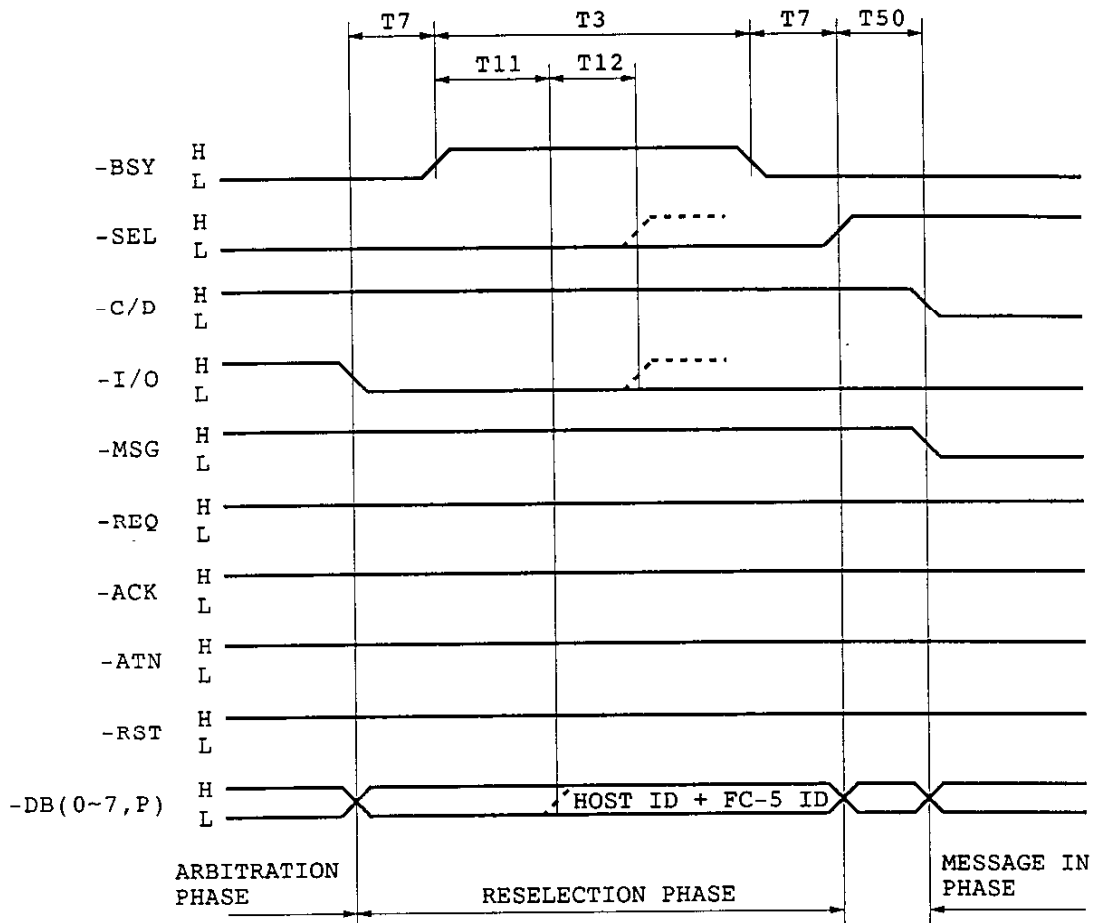 T7 T3 T7 T50
T11 T12
-BSY H
L
-SEL H
L
-C/D H
L
-I/O H
L
-MSG H
L
-REQ H
L
-ACK H
L
-ATN H
L
-RST H
L
-DB(0~7,P) H
L
HOST ID + FC-5 ID
ARBITRATION
PHASE
RESELECTION PHASE
MESSAGE IN
PHASE